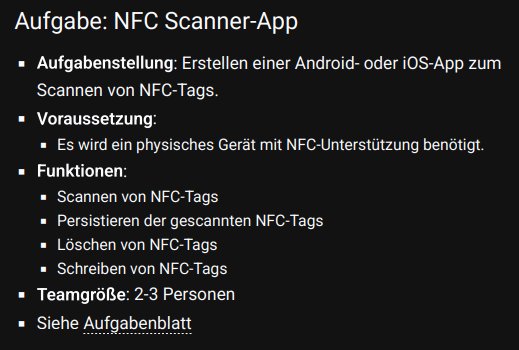 Aufgabe: NFC Scanner-App
Aufgabenstellung: Erstellen einer Android- oder iOS-App zum
Scannen von NFC-Tags.
Voraussetzung:
Es wird ein physisches Gerät mit NFC-Unterstützung benötigt.
Funktionen:
Scannen von NFC-Tags
Persistieren der gescannten NFC-Tags
Löschen von NFC-Tags
Schreiben von NFC-Tags
Teamgröße: 2-3 Personen
Siehe Aufgabenblatt